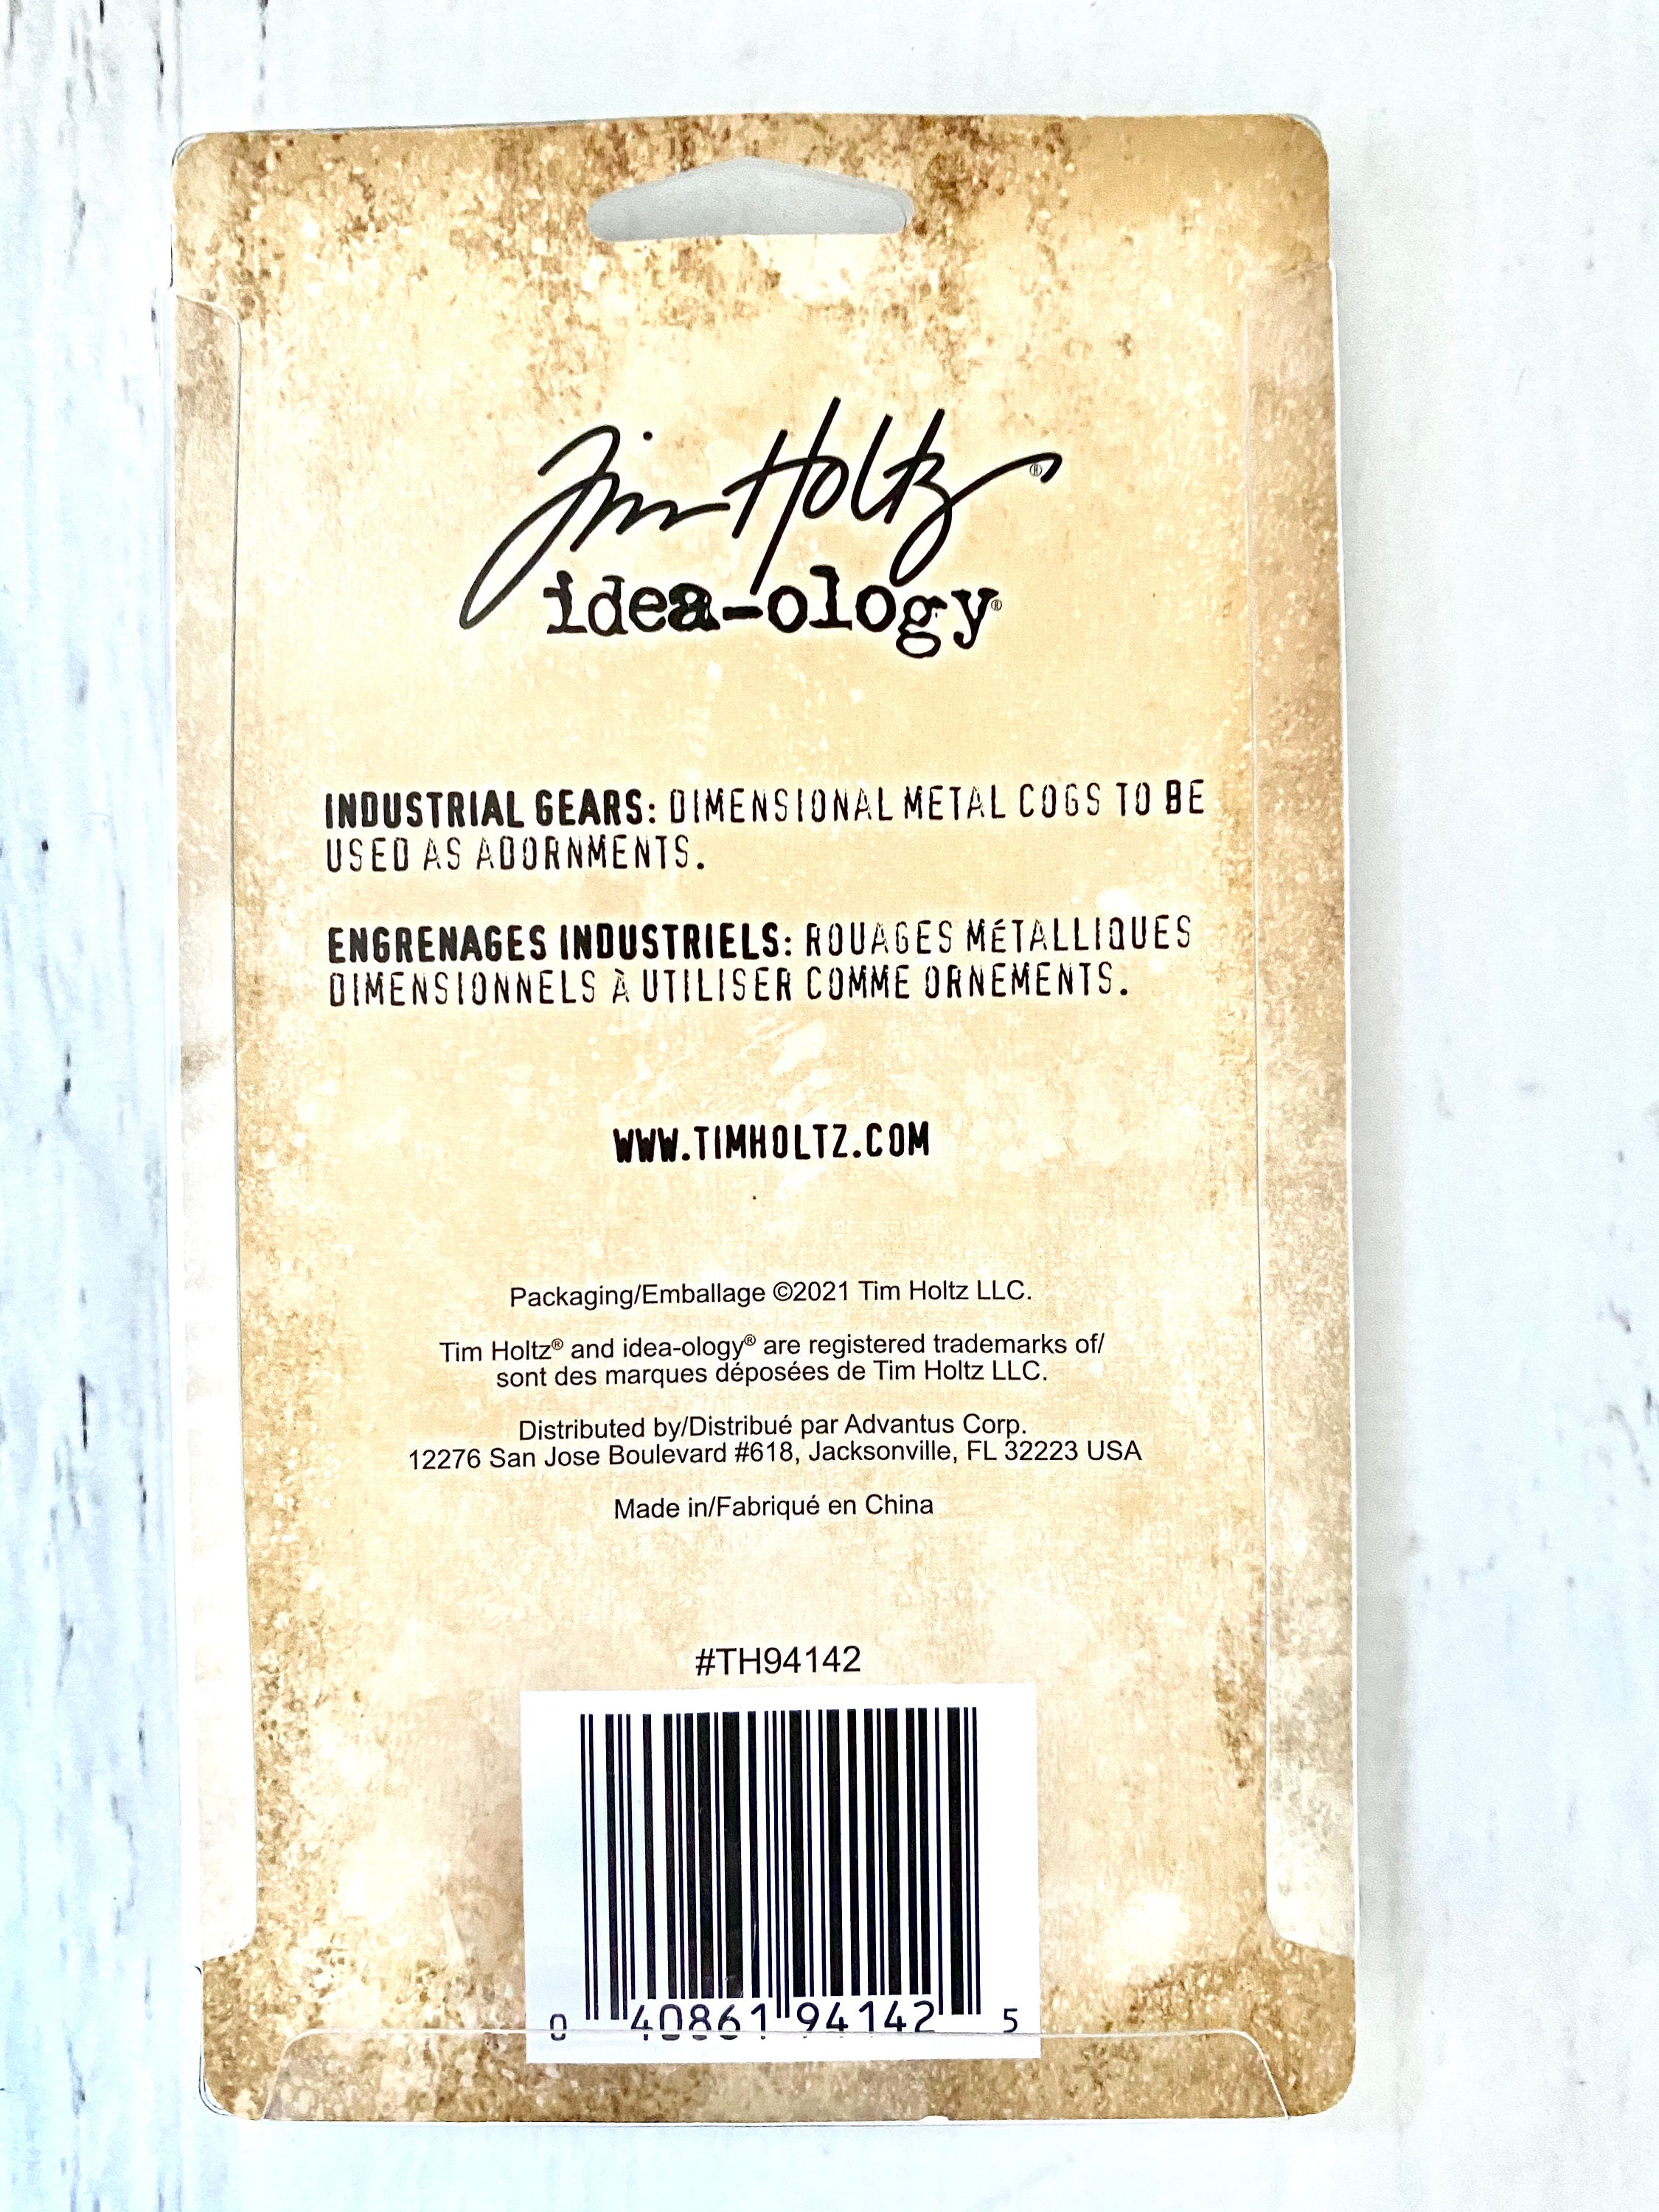 Tim Holtz®
idea-ology®
INDUSTRIAL GEARS: DIMENSIONAL METAL COGS TO BE
USED AS ADORNMENTS.
ENGRENAGES INDUSTRIELS: ROUAGES MÉTALLIQUES
DIMENSIONNELS À UTILISER COMME ORNEMENTS.
WWW.TIMHOLTZ.COM
Packaging/Emballage ©2021 Tim Holtz LLC.
Tim Holtz® and idea-ology® are registered trademarks of/
sont des marques déposées de Tim Holtz LLC.
Distributed by/Distribué par Advantus Corp.
12276 San Jose Boulevard #618, Jacksonville, FL 32223 USA
Made in/Fabriqué en China
#TH94142
0 40861 94142 5